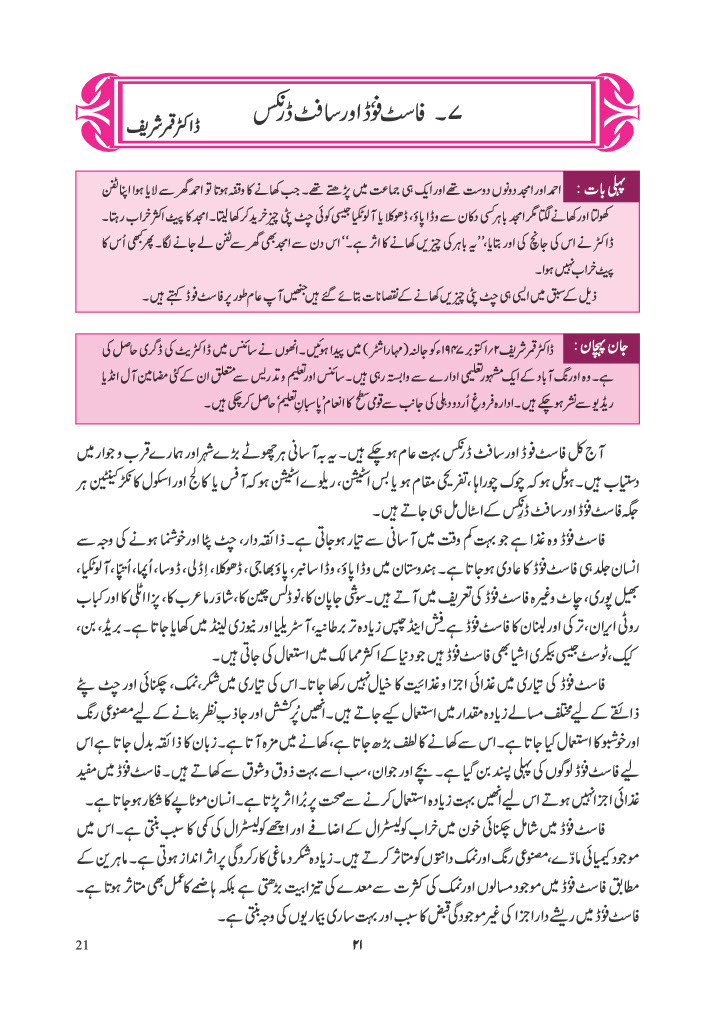 ۷۔ فاسٹ فوٗڈ اور سافٹ ڈرنکس
ڈاکٹر قمر شریف
پہلی بات : احمد اور امجد دونوں دوست تھے اور ایک ہی جماعت میں پڑھتے تھے۔ جب کھانے کا وقفہ ہوتا تو احمد گھر سے لایا ہوا اپنا ٹفن
کھولتا اور کھانے لگتا مگر امجد باہر کسی دکان سے وڈا پاؤ، ڈھوکلا یا آلو ٹکیا جیسی کوئی چٹ پٹی چیز خرید کر کھا لیتا۔ امجد کا پیٹ اکثر خراب رہتا۔
ڈاکٹر نے اس کی جانچ کی اور بتایا، ’’یہ باہر کی چیزیں کھانے کا اثر ہے۔‘‘ اس دن سے امجد بھی گھر سے ٹفن لے جانے لگا۔ پھر کبھی اُس کا
پیٹ خراب نہیں ہوا۔
ذیل کے سبق میں ایسی ہی چٹ پٹی چیزیں کھانے کے نقصانات بتائے گئے ہیں جنھیں آپ عام طور پر فاسٹ فوڈ کہتے ہیں۔
جان پہچان : ڈاکٹر قمر شریف ۲؍اکتوبر ۱۹۴۷ء کو جالنہ (مہاراشٹر) میں پیدا ہوئیں۔ انھوں نے سائنس میں ڈاکٹریٹ کی ڈگری حاصل کی
ہے۔ وہ اورنگ آباد کے ایک مشہور تعلیمی ادارے سے وابستہ رہی ہیں۔ سائنس اور تعلیم و تدریس سے متعلق ان کے کئی مضامین آل انڈیا
ریڈیو سے نشر ہو چکے ہیں۔ ادارہ فروغِ اُردو دہلی کی جانب سے قومی سطح کا انعام ’پاسبانِ تعلیم‘ حاصل کر چکی ہیں۔
آج کل فاسٹ فوڈ اور سافٹ ڈرنکس بہت عام ہو چکے ہیں۔ یہ بہ آسانی ہر چھوٹے بڑے شہر اور ہمارے قرب و جوار میں
دستیاب ہیں۔ ہوٹل ہو کہ چوک چوراہا، تفریحی مقام ہو یا بس اسٹیشن، ریلوے اسٹیشن ہو کہ آفس یا کالج اور اسکول کا نکڑ کینٹین ہر
جگہ فاسٹ فوٗڈ اور سافٹ ڈرنکس کے اسٹال مل ہی جاتے ہیں۔
فاسٹ فوٗڈ وہ غذا ہے جو بہت کم وقت میں آسانی سے تیار ہو جاتی ہے۔ ذائقہ دار، چٹ پٹا اور خوشنما ہونے کی وجہ سے
انسان جلد ہی فاسٹ فوٗڈ کا عادی ہو جاتا ہے۔ ہندوستان میں وڈا پاؤ، وڈا سانبر، پاؤ بھاجی، ڈھوکلا، اِڈلی، ڈوسا، اُپما، اُتپّا، آلو ٹکیا،
بھیل پوری، چاٹ وغیرہ فاسٹ فوٗڈ کی تعریف میں آتے ہیں۔ سوشی جاپان کا، نوڈلس چین کا، شاورما عرب کا، پزا اٹلی کا اور کباب
روٹی ایران، ترکی اور لبنان کا فاسٹ فوٗڈ ہے۔ فِش اینڈ چپس زیادہ تر برطانیہ، آسٹریلیا اور نیوزی لینڈ میں کھایا جاتا ہے۔ بریڈ، بن،
کیک، ٹوسٹ جیسی بیکری اشیا بھی فاسٹ فوٗڈ ہیں جو دنیا کے اکثر ممالک میں استعمال کی جاتی ہیں۔
فاسٹ فوٗڈ کی تیاری میں غذائی اجزا و غذائیت کا خیال نہیں رکھا جاتا۔ اس کی تیاری میں شکر، نمک، چکنائی اور چٹ پٹے
ذائقے کے لیے مختلف مسالے زیادہ مقدار میں استعمال کیے جاتے ہیں۔ انھیں پُرکشش اور جاذبِ نظر بنانے کے لیے مصنوعی رنگ
اور خوشبو کا استعمال کیا جاتا ہے۔ اس سے کھانے کا لطف بڑھ جاتا ہے، کھانے میں مزہ آتا ہے۔ زبان کا ذائقہ بدل جاتا ہے اس
لیے فاسٹ فوٗڈ لوگوں کی پہلی پسند بن گیا ہے۔ بچے اور جوان، سب اسے بہت ذوق و شوق سے کھاتے ہیں۔ فاسٹ فوٗڈ میں مفید
غذائی اجزا نہیں ہوتے اس لیے انھیں بہت زیادہ استعمال کرنے سے صحت پر بُرا اثر پڑتا ہے۔ انسان موٹاپے کا شکار ہو جاتا ہے۔
فاسٹ فوٗڈ میں شامل چکنائی خون میں خراب کولیسٹرال کے اضافے اور اچھے کولیسٹرال کی کمی کا سبب بنتی ہے۔ اس میں
موجود کیمیائی مادّے، مصنوعی رنگ اور نمک دانتوں کو متاثر کرتے ہیں۔ زیادہ شکر دماغی کارکردگی پر اثر انداز ہوتی ہے۔ ماہرین کے
مطابق فاسٹ فوٗڈ میں موجود مسالوں اور نمک کی کثرت سے معدے کی تیزابیت بڑھتی ہے بلکہ ہاضمے کا عمل بھی متاثر ہوتا ہے۔
فاسٹ فوٗڈ میں ریشے دار اجزا کی غیر موجودگی قبض کا سبب اور بہت ساری بیماریوں کی وجہ بنتی ہے۔
۲۱
21